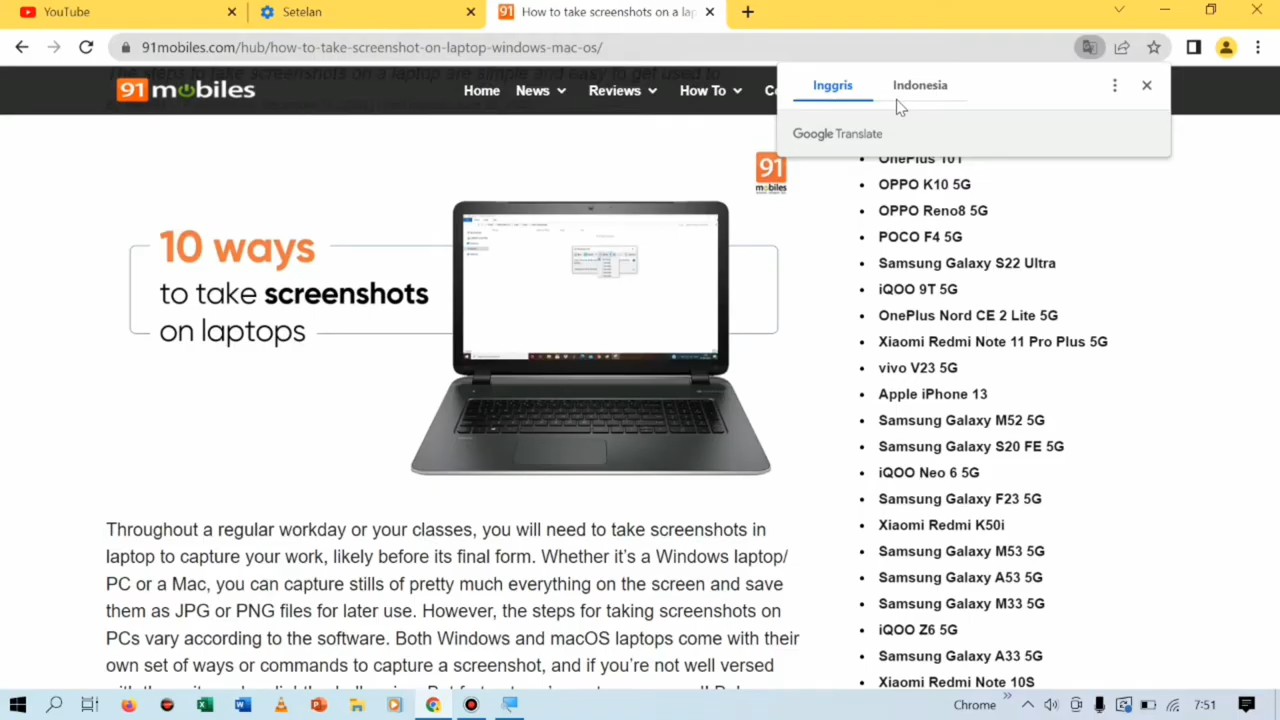 YouTube
Setelan
How to take screenshots on a lap
91mobiles.com/hub/how-to-take-screenshot-on-laptop-windows-mac-os/
91 mobiles
Home
News
Reviews
How To
Inggris
Indonesia
Google Translate
91 mobiles
10 ways
to take screenshots
on laptops
Throughout a regular workday or your classes, you will need to take screenshots in
laptop to capture your work, likely before its final form. Whether it's a Windows laptop/
PC or a Mac, you can capture stills of pretty much everything on the screen and save
them as JPG or PNG files for later use. However, the steps for taking screenshots on
PCs vary according to the software. Both Windows and macOS laptops come with their
own set of ways or commands to capture a screenshot, and if you're not well versed
OnePlus 10T
OPPO K10 5G
OPPO Reno8 5G
POCO F4 5G
Samsung Galaxy S22 Ultra
iQOO 9T 5G
OnePlus Nord CE 2 Lite 5G
Xiaomi Redmi Note 11 Pro Plus 5G
vivo V23 5G
Apple iPhone 13
Samsung Galaxy M52 5G
Samsung Galaxy S20 FE 5G
iQOO Neo 6 5G
Samsung Galaxy F23 5G
Xiaomi Redmi K50i
Samsung Galaxy M53 5G
Samsung Galaxy A53 5G
Samsung Galaxy M33 5G
iQOO Z6 5G
Samsung Galaxy A33 5G
Xiaomi Redmi Note 10S
Chrome
7:51